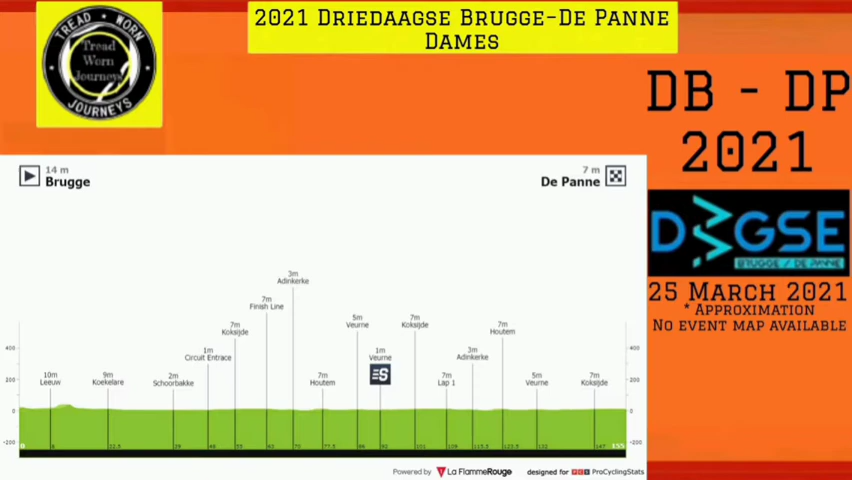 TREAD WORN
Tread
Worn
Journeys
JOURNEYS
2021 Driedaagse Brugge-De Panne
Dames
DB - DP
2021
D GSE
BRUGGE / DE PANNE
25 March 2021
* Approximation
No event map available
14 m
Brugge
7 m
De Panne
3m
Adinkerke
7m
Finish Line
7m
Koksijde
5m
Veurne
7m
Koksijde
7m
Houtem
1m
Circuit Entrace
1m
Veurne
3m
Adinkerke
10m
Leeuw
9m
Koekelare
2m
Schoorbakke
7m
Houtem
S
7m
Lap 1
5m
Veurne
7m
Koksijde
400
200
0
-200
400
200
0
-200
0 8 22.5 39 48 55 63 70 77.5 86 92 101 109 115.5 123.5 132 147 155
Powered by La FlammeRouge designed for PCS ProCyclingStats